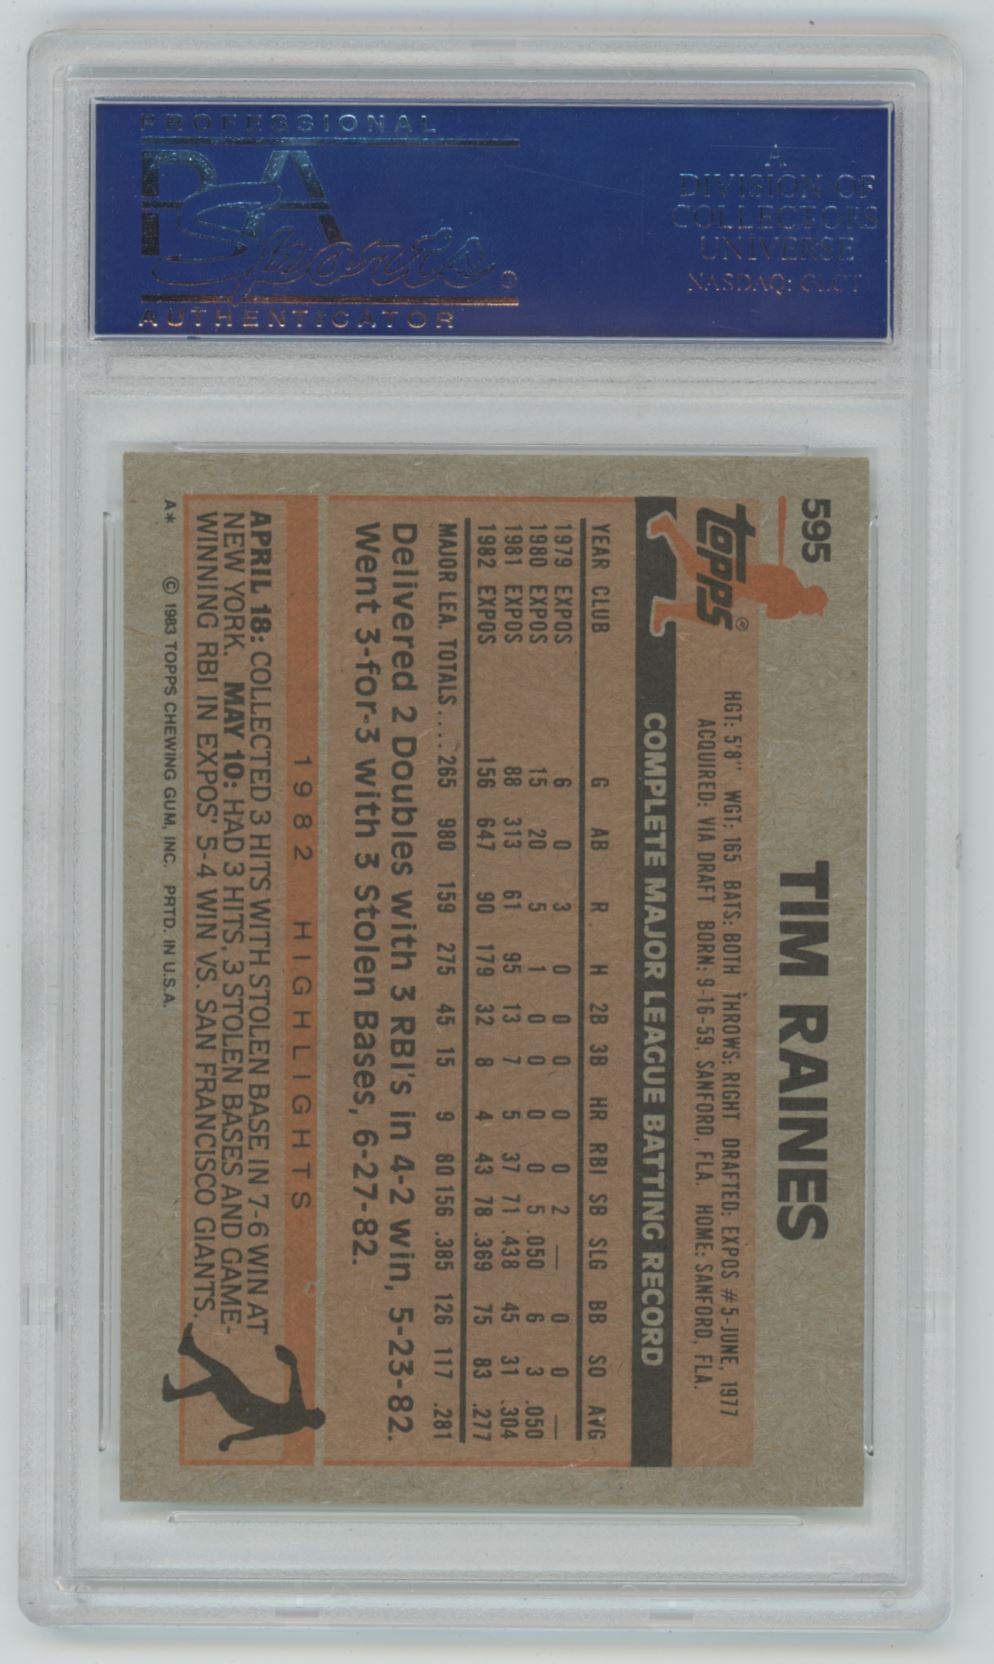 PROFESSIONAL
PSA
Sports®
AUTHENTICATOR
A
DIVISION OF
COLLECTORS
UNIVERSE
NASDAQ: CLCT
595
TIM RAINES
Topps®
HGT: 5'8" WGT: 165 BATS: BOTH THROWS: RIGHT DRAFTED: EXPOS #5-JUNE, 1977
ACQUIRED: VIA DRAFT BORN: 9-16-59, SANFORD, FLA. HOME: SANFORD, FLA.
COMPLETE MAJOR LEAGUE BATTING RECORD
YEAR CLUB G AB R H 2B 3B HR RBI SB SLG BB SO AVG
1979 EXPOS 6 0 3 0 0 0 0 0 2 — 0 0 —
1980 EXPOS 15 20 5 1 0 0 0 0 5 .050 6 3 .050
1981 EXPOS 88 313 61 95 13 7 5 37 71 .438 45 31 .304
1982 EXPOS 156 647 90 179 32 8 4 43 78 .369 75 83 .277
MAJOR LEA. TOTALS.... 265 980 159 275 45 15 9 80 156 .385 126 117 .281
Delivered 2 Doubles with 3 RBI's in 4-2 win, 5-23-82.
Went 3-for-3 with 3 Stolen Bases, 6-27-82.
1982 HIGHLIGHTS
APRIL 18: COLLECTED 3 HITS WITH STOLEN BASE IN 7-6 WIN AT
NEW YORK. MAY 10: HAD 3 HITS, 3 STOLEN BASES AND GAME-
WINNING RBI IN EXPOS' 5-4 WIN VS. SAN FRANCISCO GIANTS.
A* © 1983 TOPPS CHEWING GUM, INC. PRTD. IN U.S.A.